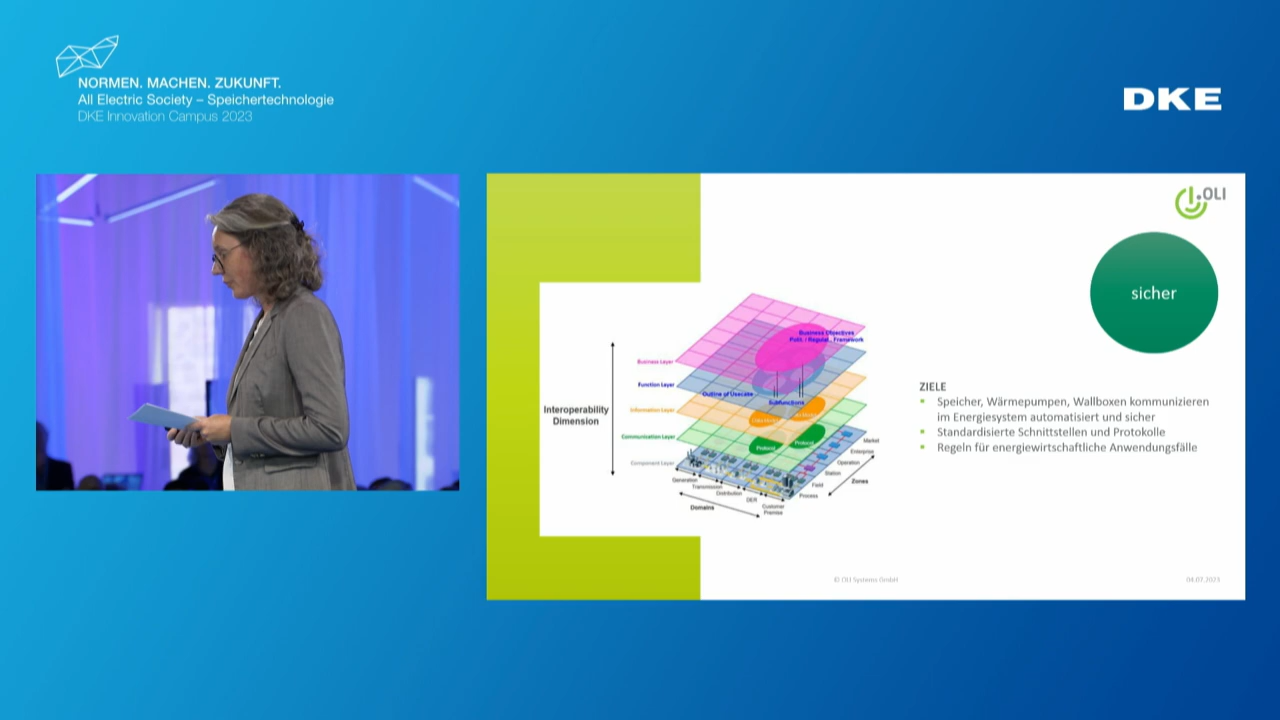 NORMEN. MACHEN. ZUKUNFT.
All Electric Society – Speichertechnologie
DKE Innovation Campus 2023
DKE
OLI
sicher
Business Objectives
Polit. / Regulat.. Framework
Business Layer
Function Layer
Outline of Usecase
Subfunctions
Information Layer
Interoperability
Dimension
Communication Layer
Protocol
Protocol
Component Layer
Market
Enterprise
Operation
Station
Field
Process
Zones
Generation
Transmission
Distribution
DER
Customer
Premise
Domains
ZIELE
Speicher, Wärmepumpen, Wallboxen kommunizieren
im Energiesystem automatisiert und sicher
Standardisierte Schnittstellen und Protokolle
Regeln für energiewirtschaftliche Anwendungsfälle
© OLI Systems GmbH
04.07.2023